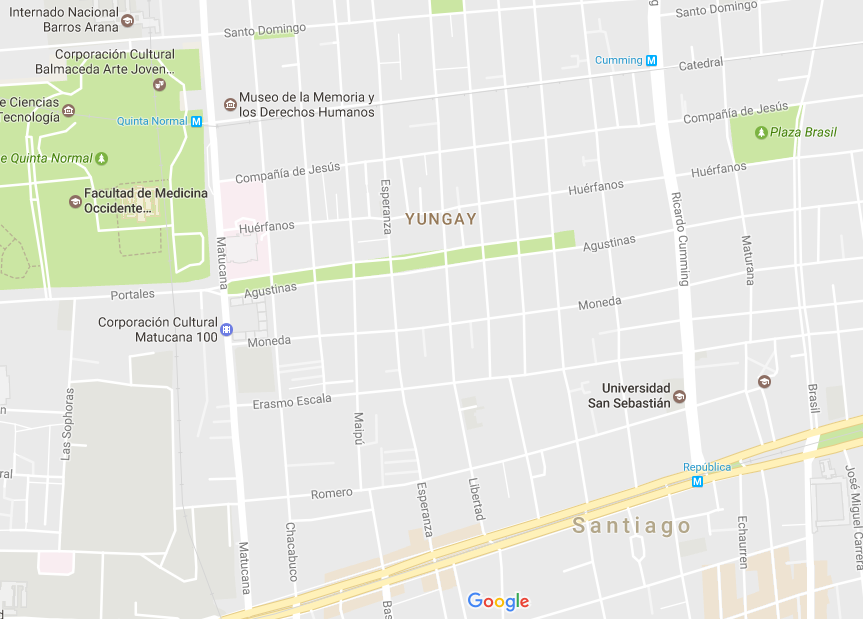 Internado Nacional
Barros Arana
Santo Domingo
Santo Domingo
Corporación Cultural
Balmaceda Arte Joven...
Cumming
M
Catedral
e Ciencias
Tecnología
Museo de la Memoria y
los Derechos Humanos
Quinta Normal
M
Compañía de Jesús
Plaza Brasil
e Quinta Normal
Compañía de Jesús
Huérfanos
Facultad de Medicina
Occidente...
Esperanza
Huérfanos
YUNGAY
Ricardo Cumming
Huérfanos
Matucana
Agustinas
Maturana
Portales
Agustinas
Moneda
Corporación Cultural
Matucana 100
Moneda
Universidad
San Sebastián
Las Sophoras
Erasmo Escala
Maipú
Brasil
n
República
M
ral
Romero
Esperanza
Libertad
José Miguel Carrera
Santiago
Chacabuco
Echaurren
Matucana
Bas
Google
d
g